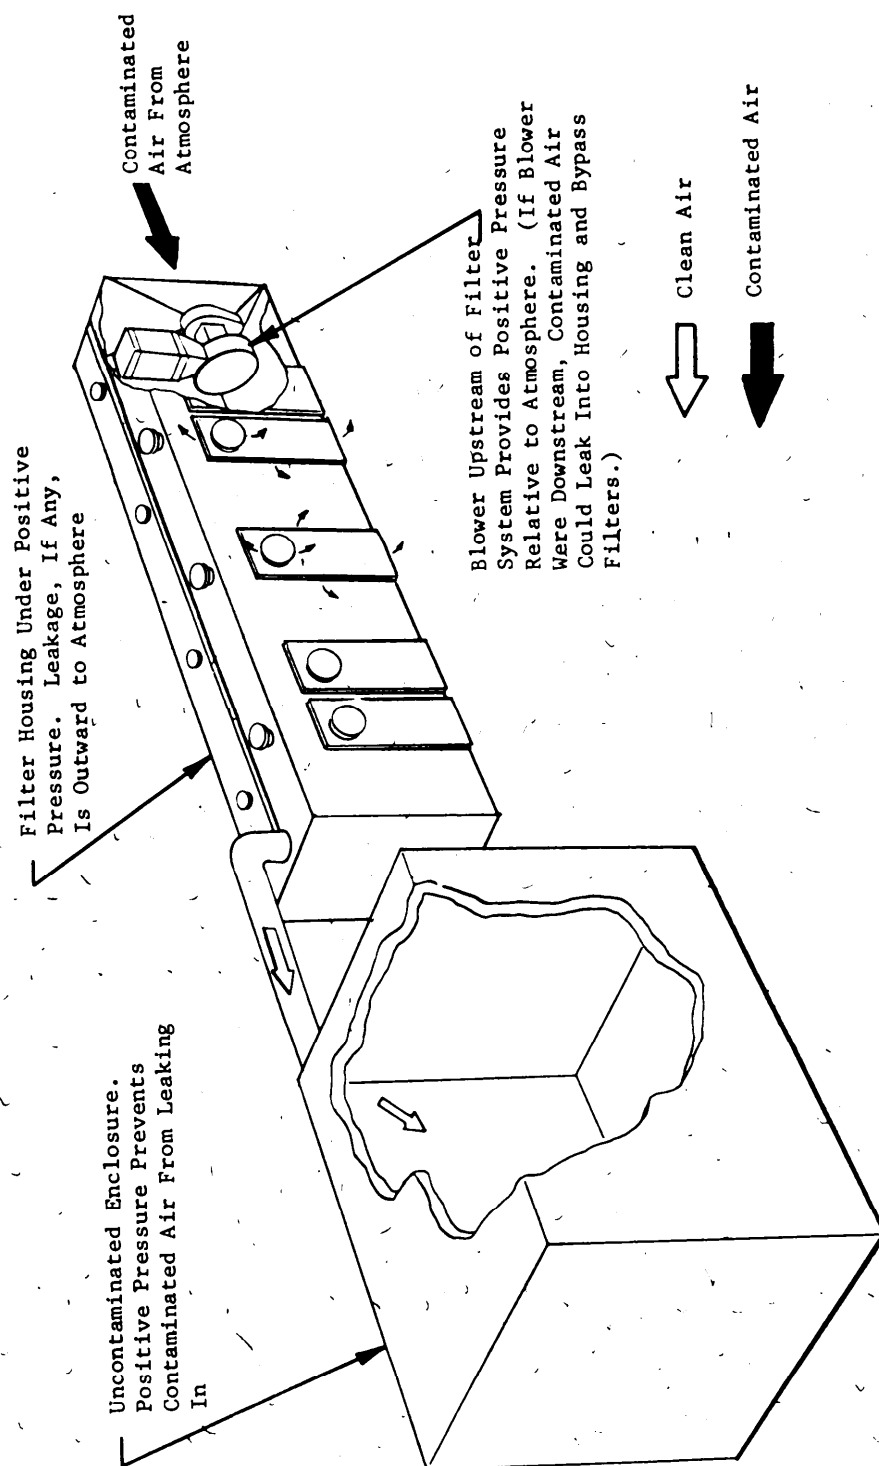 Contaminated
Air From
Atmosphere
Filter Housing Under Positive
Pressure. Leakage, If Any,
Is Outward to Atmosphere
Blower Upstream of Filter
System Provides Positive Pressure
Relative to Atmosphere. (If Blower
Were Downstream, Contaminated Air
Could Leak Into Housing and Bypass
Filters.)
Uncontaminated Enclosure.
Positive Pressure Prevents
Contaminated Air From Leaking
In
Clean Air
Contaminated Air